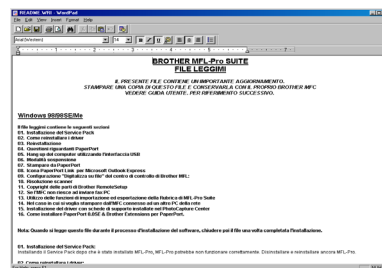 README.WRI - WordPad
File Edit View Insert Format Help
Arial (Western) 14
BROTHER MFL-Pro SUITE
FILE LEGGIMI
IL PRESENTE FILE CONTIENE UN IMPORTANTE AGGIORNAMENTO.
STAMPARE UNA COPIA DI QUESTO FILE E CONSERVARLA CON IL PROPRIO BROTHER MFC
VEDERE GUIDA UTENTE. PER RIFERIMENTO SUCCESSIVO.
Windows 98/98SE/Me
Il file leggimi contiene le seguenti sezioni
01. Installazione del Service Pack
02. Come reinstallare i driver
03. Reinstallazione
04. Questioni riguardanti PaperPort
05. Hang up del computer utilizzando l'interfaccia USB
06. Modalità sospensione
07. Stampare da PaperPort
08. Icona PaperPort Link per Microsoft Outlook Express
09. Configurazione "Digitalizza su file" del centro di controllo di Brother MFL:
10. Risoluzione scanner
11. Copyright delle parti di Brother RemoteSetup
12. Se l'MFC non riesce ad inviare fax PC
13. Utilizzo delle funzioni di importazione ed esportazione della Rubrica di MFL-Pro Suite
14. Nel caso in cui si voglia stampare dall'MFC connesso ad un altro PC della rete
15. Installazione del driver con schede di supporto installate nel PhotoCapture Center
16. Come installare PaperPort 8.0SE & Brother Extensions per PaperPort.
Nota: Quando si legge questo file durante il processo d'installazione del software, chiudere poi il file una volta completata l'installazione.
01. Installazione del Service Pack:
Installando il Service Pack dopo che è stato installato MFL-Pro, MFL-Pro potrebbe non funzionare correttamente. Disinstallare e reinstallare ancora MFL-Pro.
02. Come reinstallare i driver: